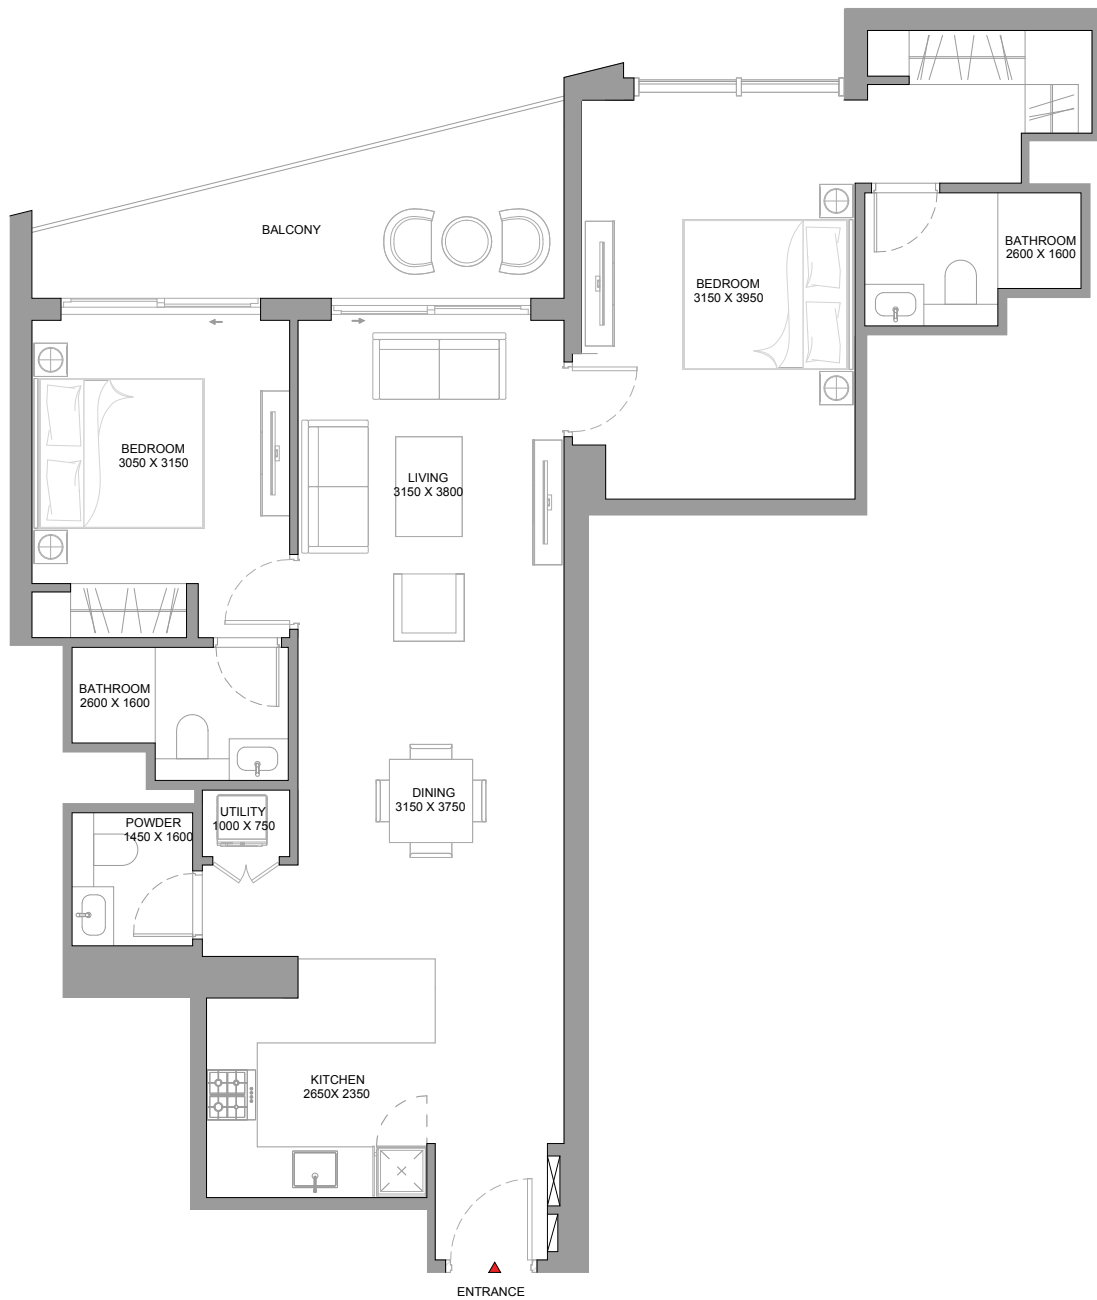 BALCONY
BATHROOM
2600 X 1600
BEDROOM
3150 X 3950
BEDROOM
3050 X 3150
LIVING
3150 X 3800
BATHROOM
2600 X 1600
DINING
3150 X 3750
UTILITY
1000 X 750
POWDER
1450 X 1600
KITCHEN
2650X 2350
ENTRANCE